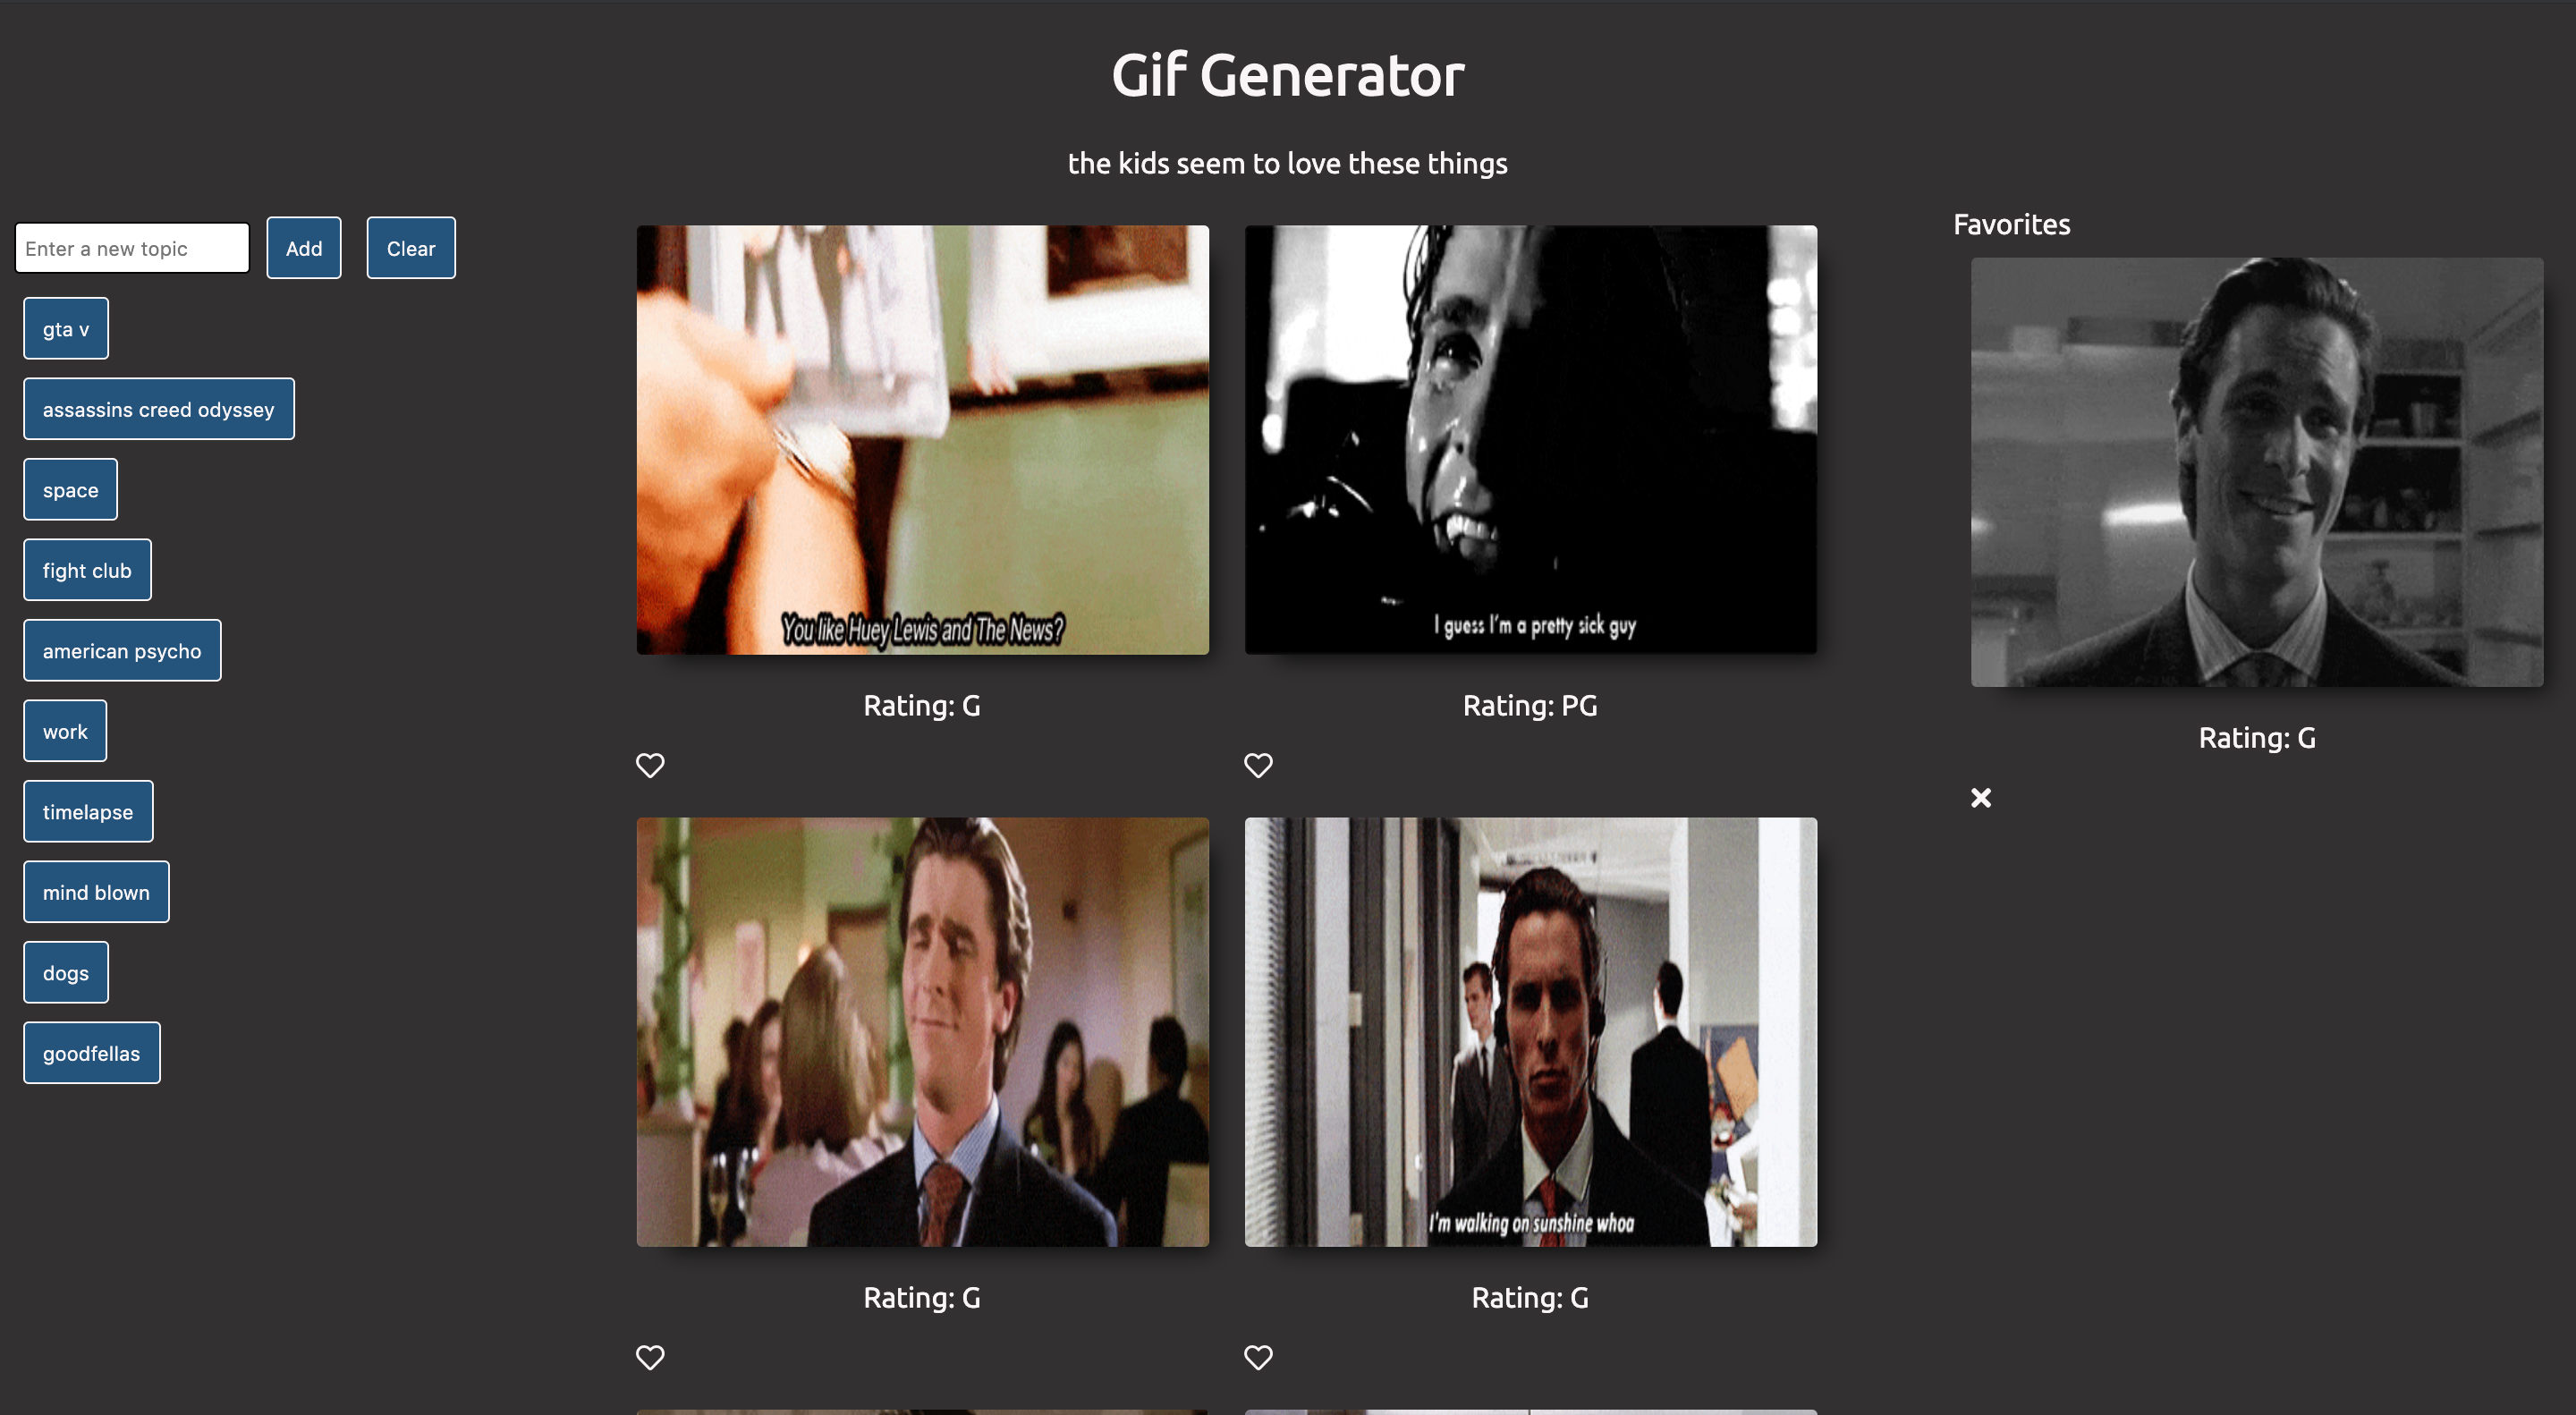 Gif Generator
the kids seem to love these things
Enter a new topic
Add
Clear
gta v
assassins creed odyssey
space
fight club
american psycho
work
timelapse
mind blown
dogs
goodfellas
You like Huey Lewis and The News?
Rating: G
I guess I'm a pretty sick guy
Rating: PG
Rating: G
I'm walking on sunshine whoa
Rating: G
Favorites
Rating: G